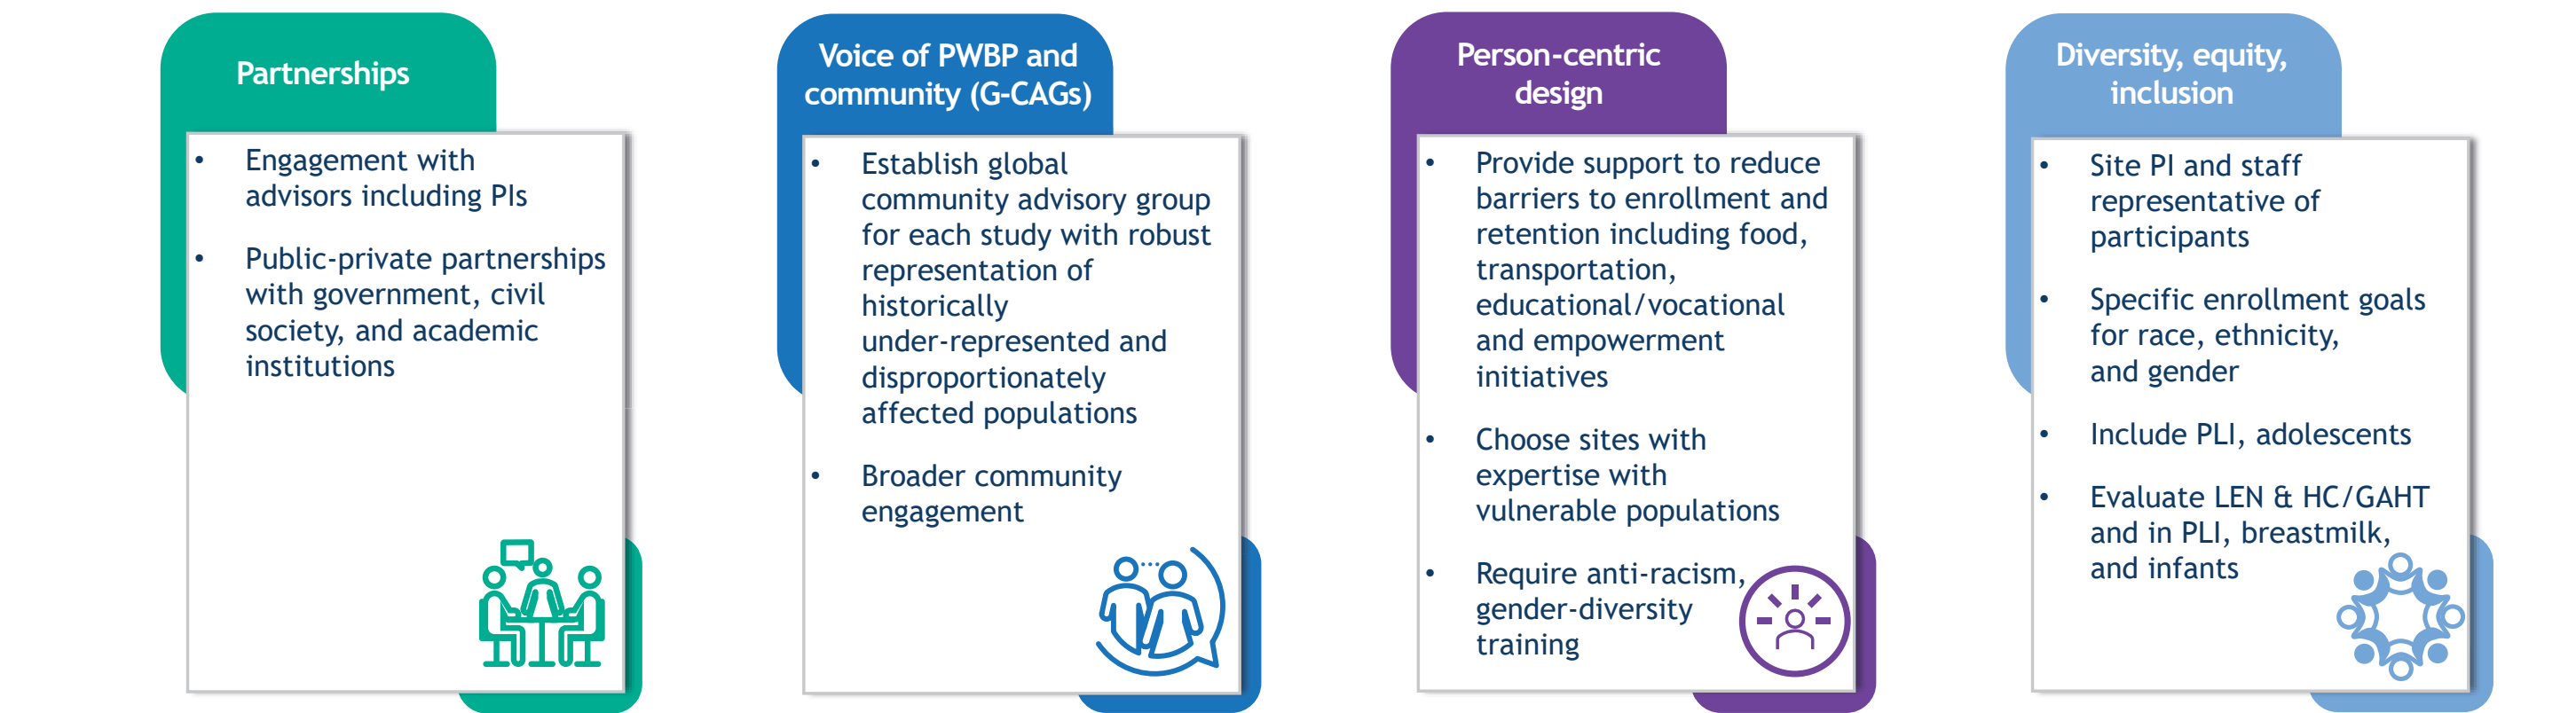 Partnerships
• Engagement with
advisors including PIs
• Public-private partnerships
with government, civil
society, and academic
institutions
Voice of PWBP and
community (G-CAGs)
• Establish global
community advisory group
for each study with robust
representation of
historically
under-represented and
disproportionately
affected populations
• Broader community
engagement
Person-centric
design
• Provide support to reduce
barriers to enrollment and
retention including food,
transportation,
educational/vocational
and empowerment
initiatives
• Choose sites with
expertise with
vulnerable populations
• Require anti-racism,
gender-diversity
training
Diversity, equity,
inclusion
• Site PI and staff
representative of
participants
• Specific enrollment goals
for race, ethnicity,
and gender
• Include PLI, adolescents
• Evaluate LEN & HC/GAHT
and in PLI, breastmilk,
and infants